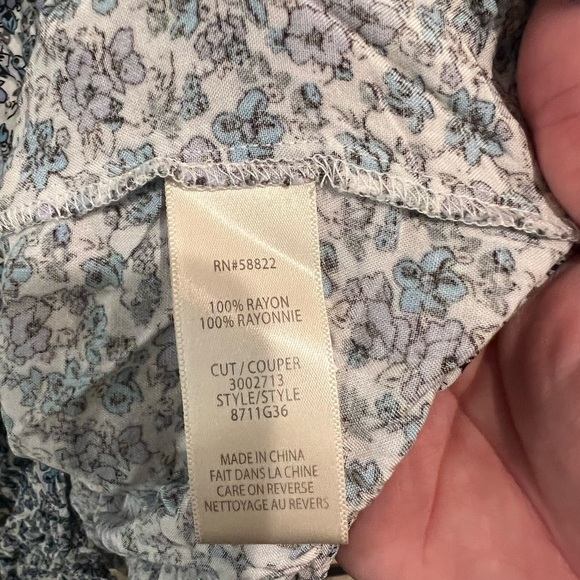 RN#58822
100% RAYON
100% RAYONNIE
CUT / COUPER
3002713
STYLE/STYLE
8711G36
MADE IN CHINA
FAIT DANS LA CHINE
CARE ON REVERSE
NETTOYAGE AU REVERS